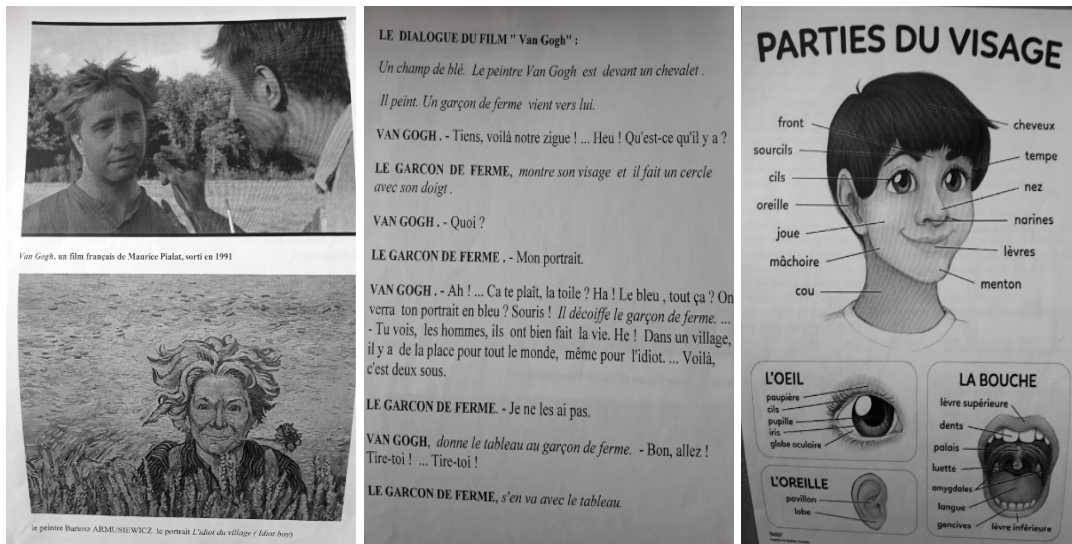 Van Gogh, un film français de Maurice Pialat, sorti en 1991
le peintre Bartosz ARMUSIEWICZ le portrait L'idiot du village ( Idiot boy)
LE DIALOGUE DU FILM " Van Gogh" :
Un champ de blé. Le peintre Van Gogh est devant un chevalet .
Il peint. Un garçon de ferme vient vers lui.
VAN GOGH . - Tiens, voilà notre zigue ! ... Heu ! Qu'est-ce qu'il y a ?
LE GARCON DE FERME, montre son visage et il fait un cercle
avec son doigt .
VAN GOGH . - Quoi ?
LE GARCON DE FERME . - Mon portrait.
VAN GOGH . - Ah ! ... Ca te plaît, la toile ? Ha ! Le bleu , tout ça ? On
verra ton portrait en bleu ? Souris ! Il décoiffe le garçon de ferme. ...
- Tu vois, les hommes, ils ont bien fait la vie. He ! Dans un village,
il y a de la place pour tout le monde, même pour l'idiot. ... Voilà,
c'est deux sous.
LE GARCON DE FERME. - Je ne les ai pas.
VAN GOGH, donne le tableau au garçon de ferme. - Bon, allez !
Tire-toi ! ... Tire-toi !
LE GARCON DE FERME, s'en va avec le tableau.
PARTIES DU VISAGE
front
sourcils
cils
oreille
joue
mâchoire
cou
cheveux
tempe
nez
narines
lèvres
menton
L'OEIL
paupière
cils
pupille
iris
globe oculaire
L'OREILLE
pavillon
lobe
LA BOUCHE
lèvre supérieure
dents
palais
luette
amygdales
langue
gencives
lèvre inférieure